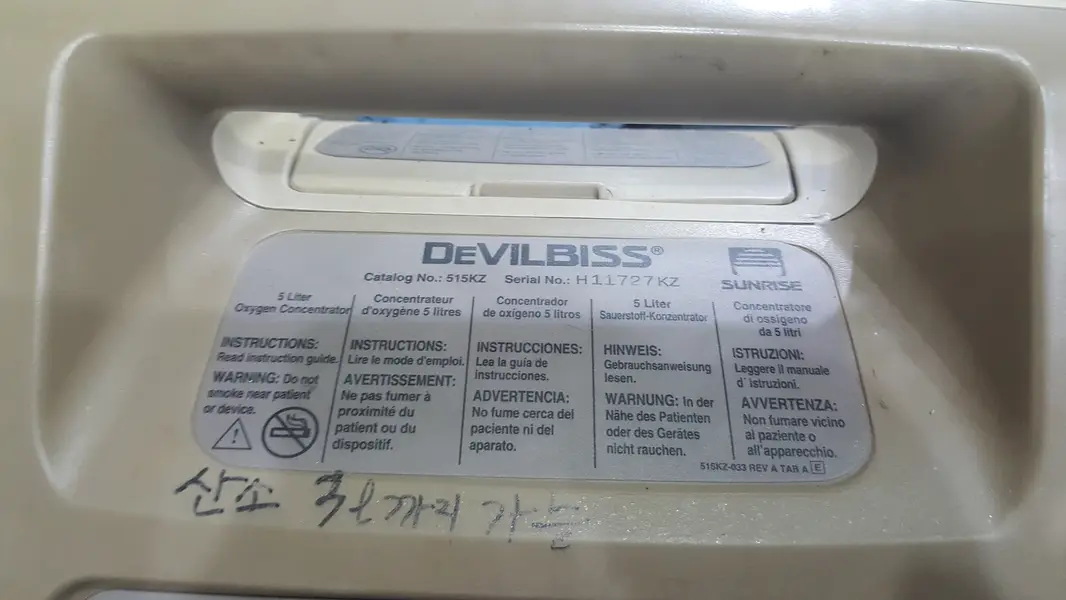 DEVILBISS®
Catalog No.: 515KZ Serial No.: H11727KZ
SUNRISE
5 Liter
Oxygen Concentrator
INSTRUCTIONS:
Read instruction guide.
WARNING: Do not
smoke near patient
or device.
Concentrateur
d'oxygène 5 litres
INSTRUCTIONS:
Lire le mode d'emploi.
AVERTISSEMENT:
Ne pas fumer à
proximité du
patient ou du
dispositif.
Concentrador
de oxígeno 5 litros
INSTRUCCIONES:
Lea la guía de
instrucciones.
ADVERTENCIA:
No fume cerca del
paciente ni del
aparato.
5 Liter
Sauerstoff-Konzentrator
HINWEIS:
Gebrauchsanweisung
lesen.
WARNUNG: In der
Nähe des Patienten
oder des Gerätes
nicht rauchen.
Concentratore
di ossigeno
da 5 litri
ISTRUZIONI:
Leggere il manuale
d' istruzioni.
AVVERTENZA:
Non fumare vicino
al paziente o
all'apparecchio.
515KZ-033 REV A TAB A E
산소 3ℓ까지 가능